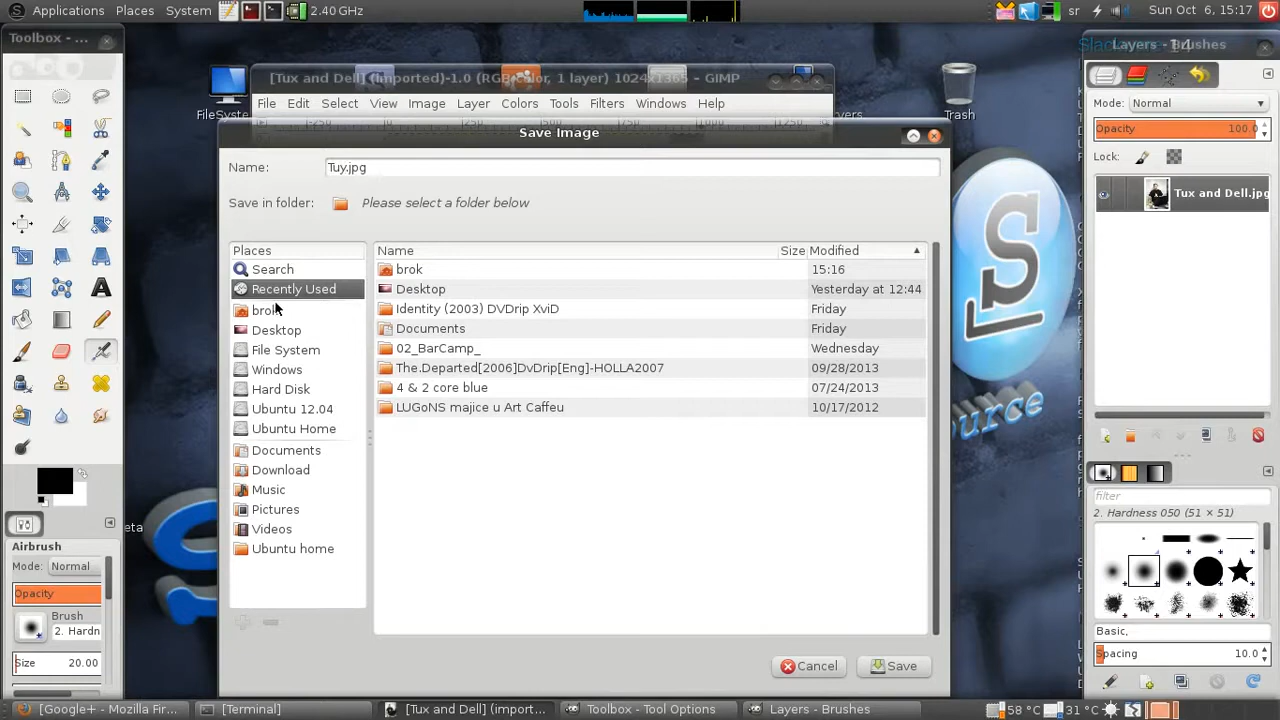 Applications Places System 2.40 GHz sr Sun Oct 6, 15:17
Toolbox - ...
[Tux and Dell] (imported)-1.0 (RGB color, 1 layer) 1024x1365 – GIMP
Layers - Brushes
File Edit Select View Image Layer Colors Tools Filters Windows Help
Trash
Save Image
Name: Tuy.jpg
Save in folder: Please select a folder below
Places
Search
Recently Used
brok
Desktop
File System
Windows
Hard Disk
Ubuntu 12.04
Ubuntu Home
Documents
Download
Music
Pictures
Videos
Ubuntu home
Name Size Modified
brok 15:16
Desktop Yesterday at 12:44
Identity (2003) DVDrip XviD Friday
Documents Friday
02_BarCamp_ Wednesday
The.Departed[2006]DvDrip[Eng]-HOLLA2007 09/28/2013
4 & 2 core blue 07/24/2013
LUGoNS majice u Art Caffeu 10/17/2012
Cancel Save
Mode: Normal
Opacity 100.0
Lock:
Tux and Dell.jpg
filter
2. Hardness 050 (51 × 51)
Basic,
Spacing 10.0
Airbrush
Mode: Normal
Opacity
Brush
2. Hardn
Size 20.00
[Google+ - Mozilla Fir... [Terminal] [Tux and Dell] (import... Toolbox - Tool Options Layers - Brushes 58 °C 31 °C